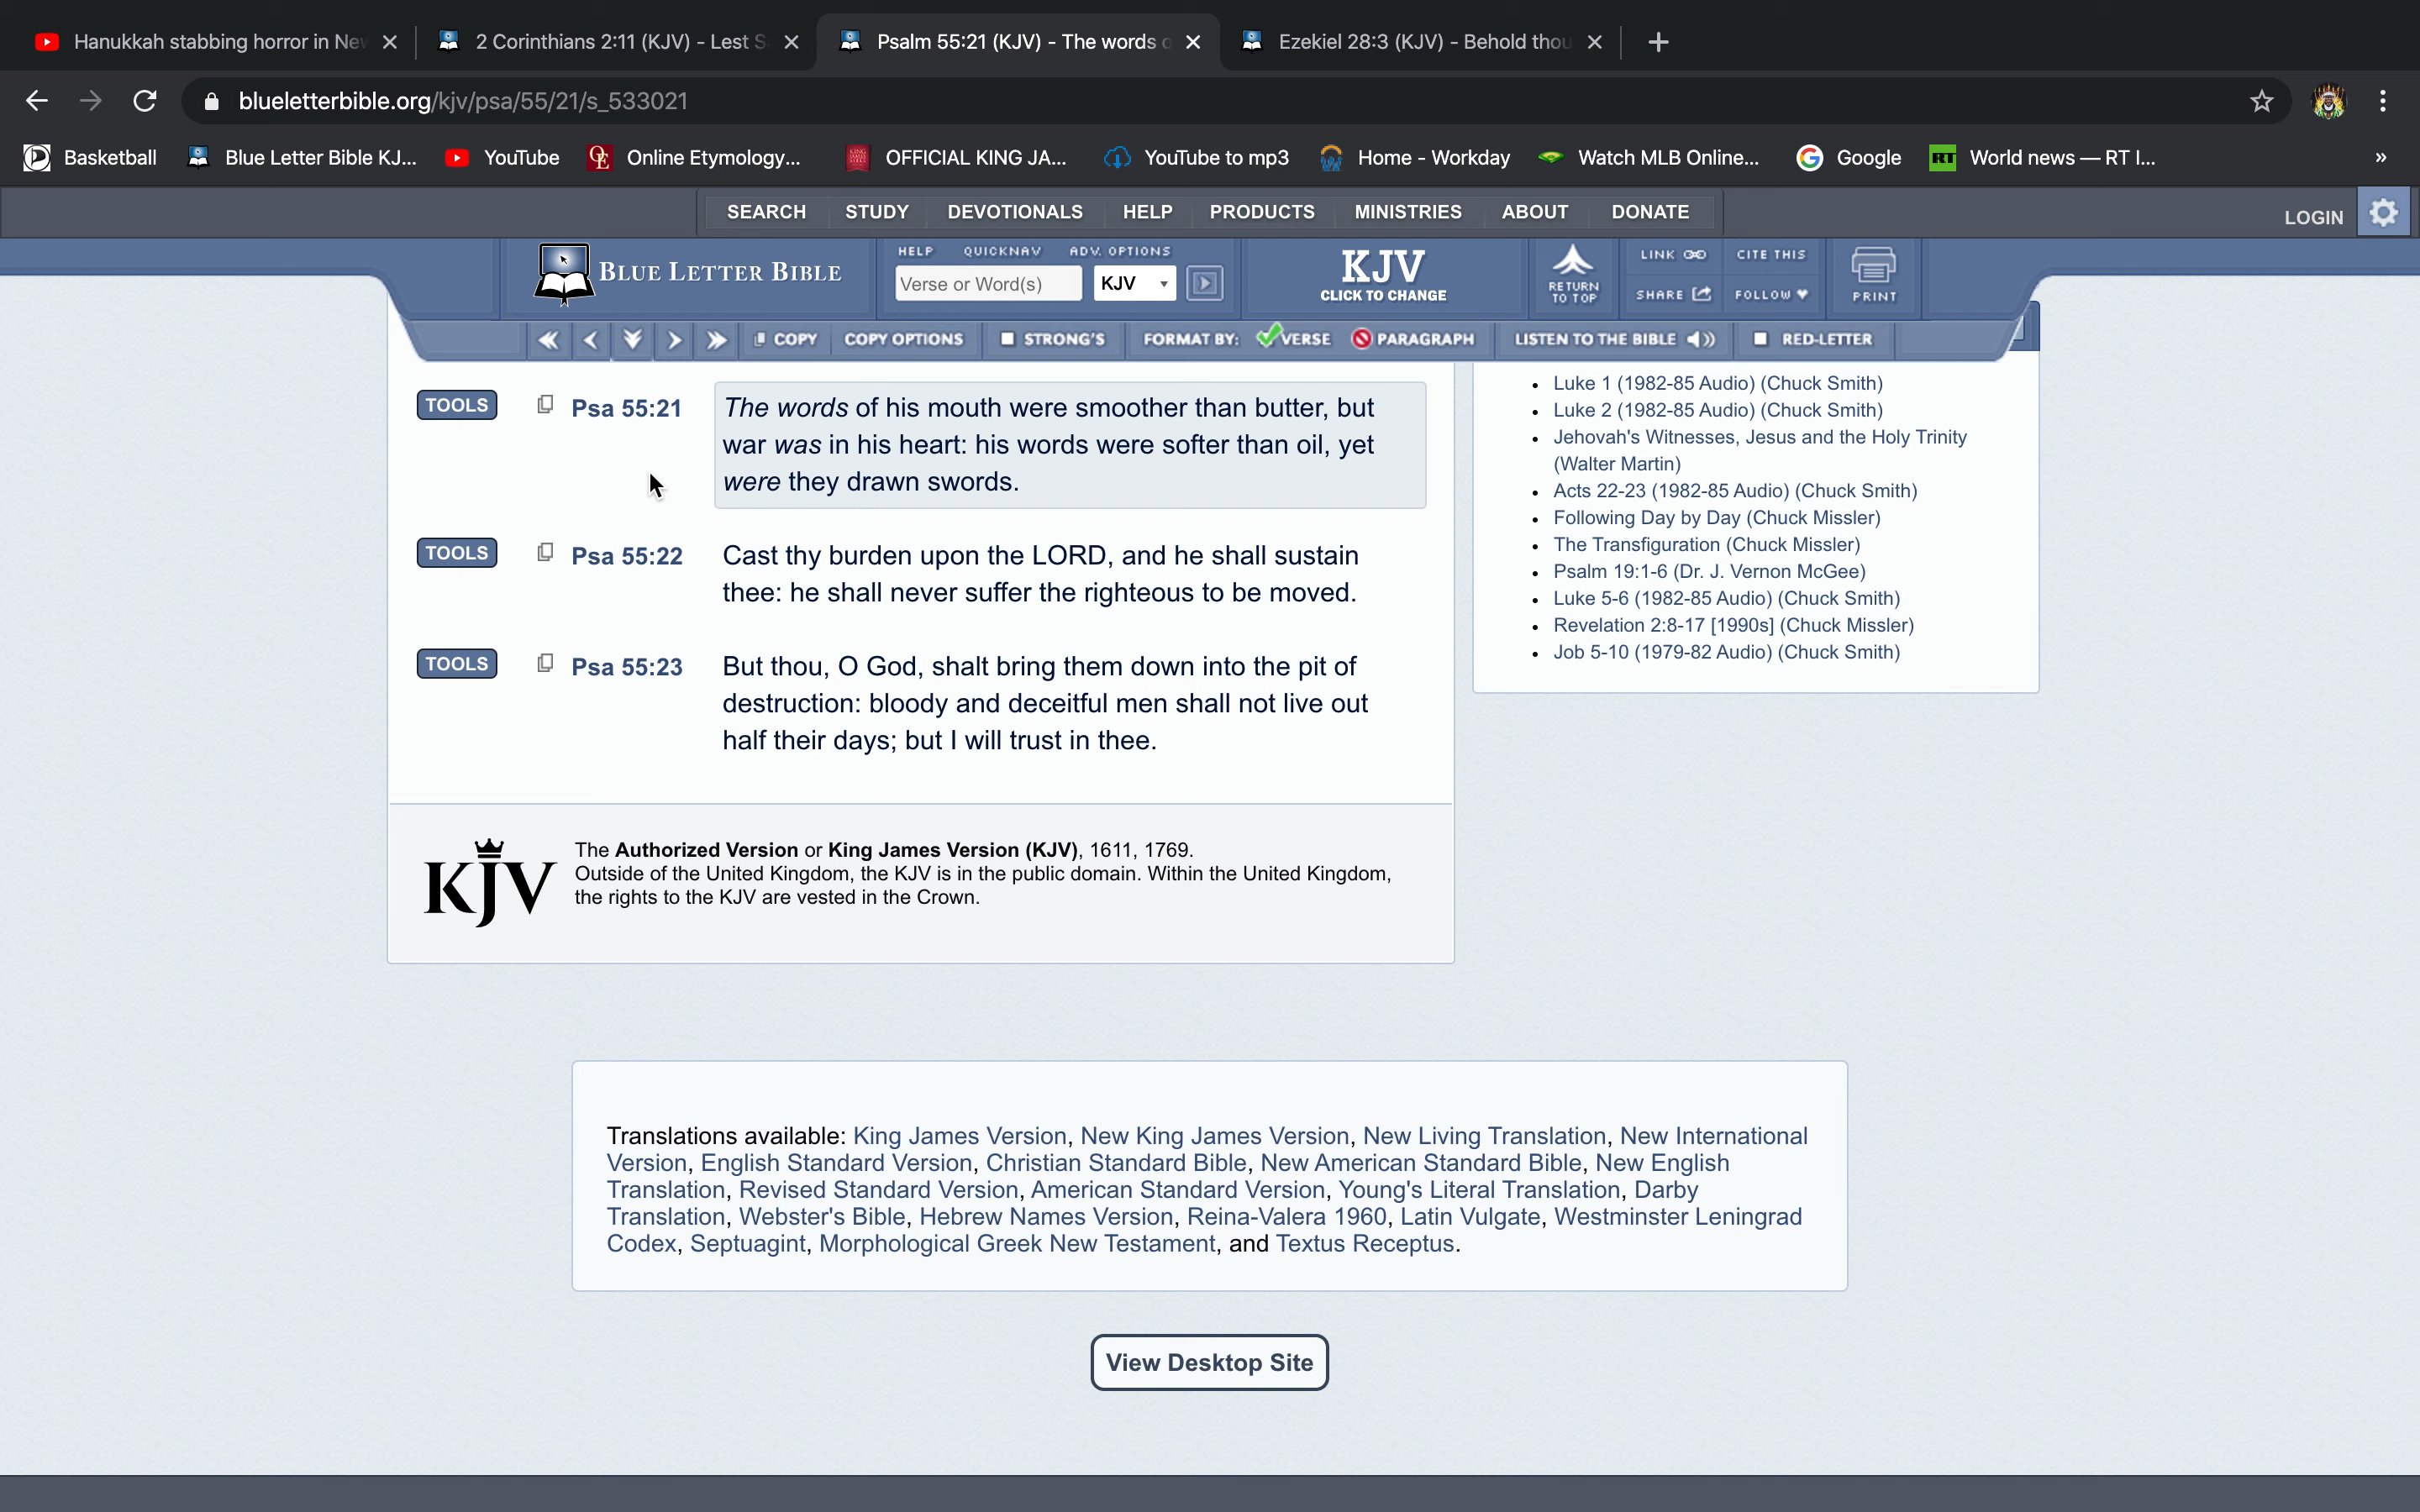 Hanukkah stabbing horror in Nev
2 Corinthians 2:11 (KJV) - Lest S
Psalm 55:21 (KJV) - The words o
Ezekiel 28:3 (KJV) - Behold thou
blueletterbible.org/kjv/psa/55/21/s_533021
Basketball
Blue Letter Bible KJ...
YouTube
Online Etymology...
OFFICIAL KING JA...
YouTube to mp3
Home - Workday
Watch MLB Online...
Google
RT
World news — RT I...
»
SEARCH STUDY DEVOTIONALS HELP PRODUCTS MINISTRIES ABOUT DONATE
LOGIN
BLUE LETTER BIBLE
HELP QUICKNAV ADV. OPTIONS
Verse or Word(s)
KJV
KJV
CLICK TO CHANGE
RETURN
TO TOP
LINK
CITE THIS
SHARE
FOLLOW
PRINT
COPY
COPY OPTIONS
STRONG'S
FORMAT BY:
VERSE
PARAGRAPH
LISTEN TO THE BIBLE
RED-LETTER
TOOLS
Psa 55:21
The words of his mouth were smoother than butter, but
war was in his heart: his words were softer than oil, yet
were they drawn swords.
TOOLS
Psa 55:22
Cast thy burden upon the LORD, and he shall sustain
thee: he shall never suffer the righteous to be moved.
TOOLS
Psa 55:23
But thou, O God, shalt bring them down into the pit of
destruction: bloody and deceitful men shall not live out
half their days; but I will trust in thee.
KJV
The Authorized Version or King James Version (KJV), 1611, 1769.
Outside of the United Kingdom, the KJV is in the public domain. Within the United Kingdom,
the rights to the KJV are vested in the Crown.
Luke 1 (1982-85 Audio) (Chuck Smith)
Luke 2 (1982-85 Audio) (Chuck Smith)
Jehovah's Witnesses, Jesus and the Holy Trinity
(Walter Martin)
Acts 22-23 (1982-85 Audio) (Chuck Smith)
Following Day by Day (Chuck Missler)
The Transfiguration (Chuck Missler)
Psalm 19:1-6 (Dr. J. Vernon McGee)
Luke 5-6 (1982-85 Audio) (Chuck Smith)
Revelation 2:8-17 [1990s] (Chuck Missler)
Job 5-10 (1979-82 Audio) (Chuck Smith)
Translations available: King James Version, New King James Version, New Living Translation, New International
Version, English Standard Version, Christian Standard Bible, New American Standard Bible, New English
Translation, Revised Standard Version, American Standard Version, Young's Literal Translation, Darby
Translation, Webster's Bible, Hebrew Names Version, Reina-Valera 1960, Latin Vulgate, Westminster Leningrad
Codex, Septuagint, Morphological Greek New Testament, and Textus Receptus.
View Desktop Site